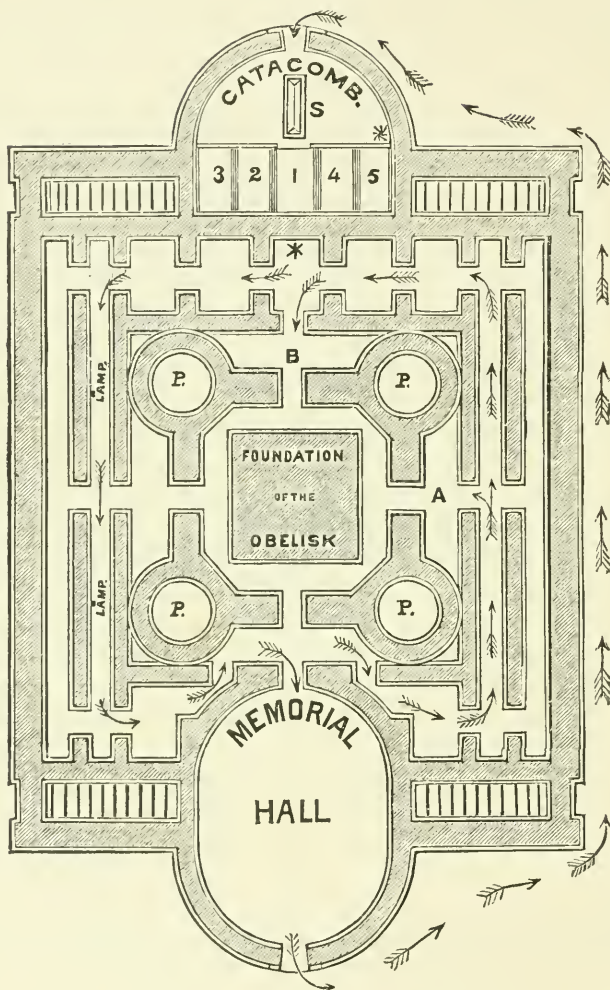 CATACOMB.
S
3 2 1 4 5
B
P. P.
LAMP.
FOUNDATION
OF THE
OBELISK
A
LAMP.
P. P.
MEMORIAL
HALL